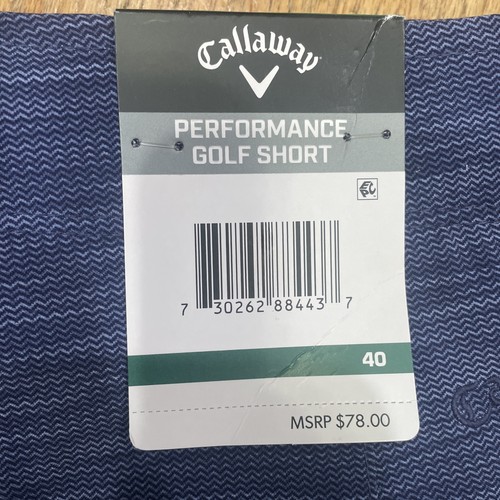 Callaway
PERFORMANCE
GOLF SHORT
7 30262 88443 7
40
MSRP $78.00